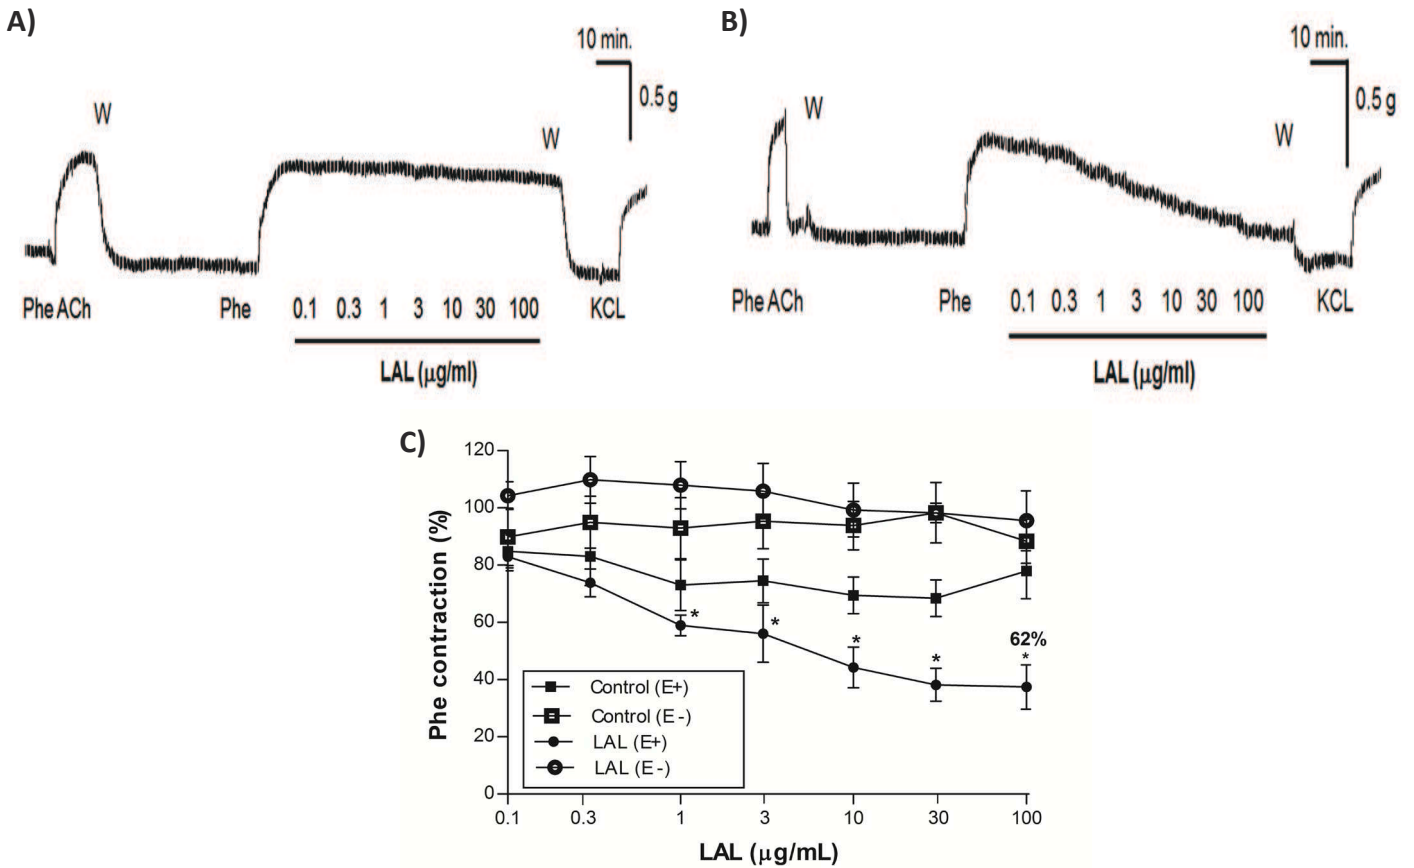 A)
10 min.
0.5 g
W
W
Phe ACh
Phe
0.1 0.3 1 3 10 30 100
KCL
LAL (μg/ml)
B)
10 min.
0.5 g
W
W
Phe ACh
Phe
0.1 0.3 1 3 10 30 100
KCL
LAL (μg/ml)
C)
Phe contraction (%)
120
100
80
60
40
20
0
*
*
*
*
62%
*
Control (E+)
Control (E-)
LAL (E+)
LAL (E-)
0.1 0.3 1 3 10 30 100
LAL (μg/mL)